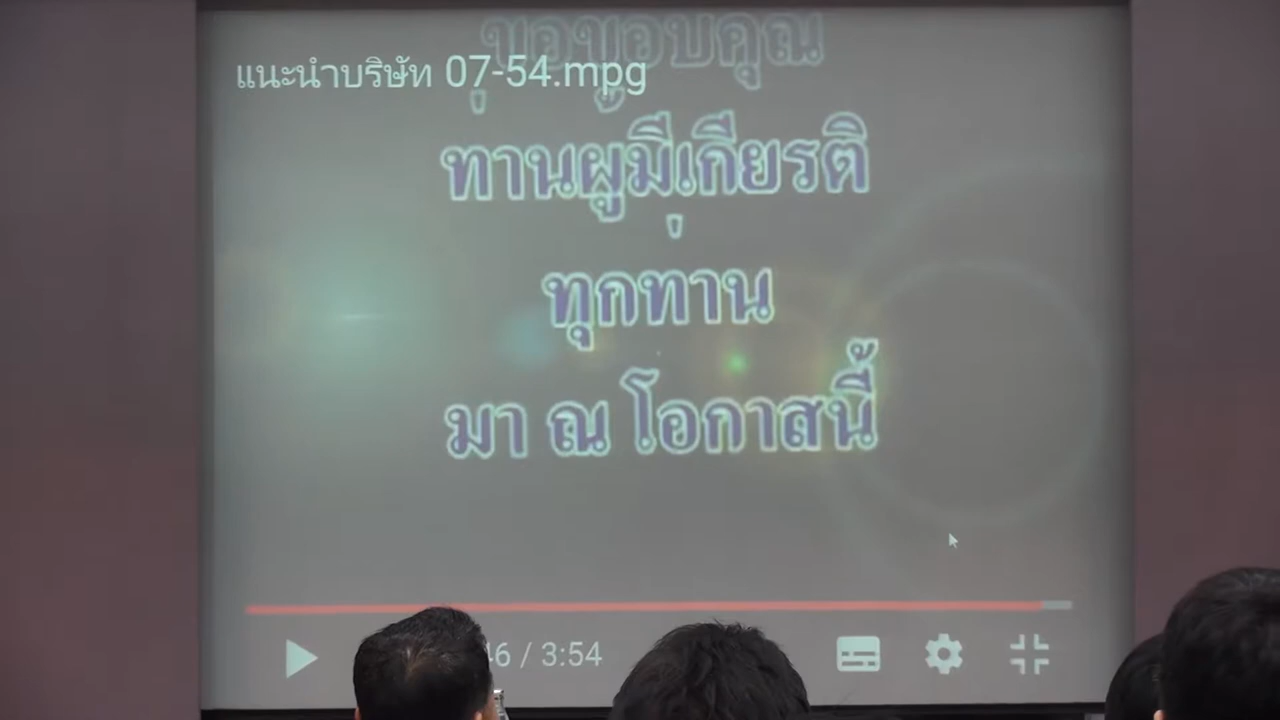 ขอขอบคุณ
แนะนำบริษัท 07-54.mpg
ท่านผู้มีเกียรติ
ทุกท่าน
มา ณ โอกาสนี้
46 / 3:54